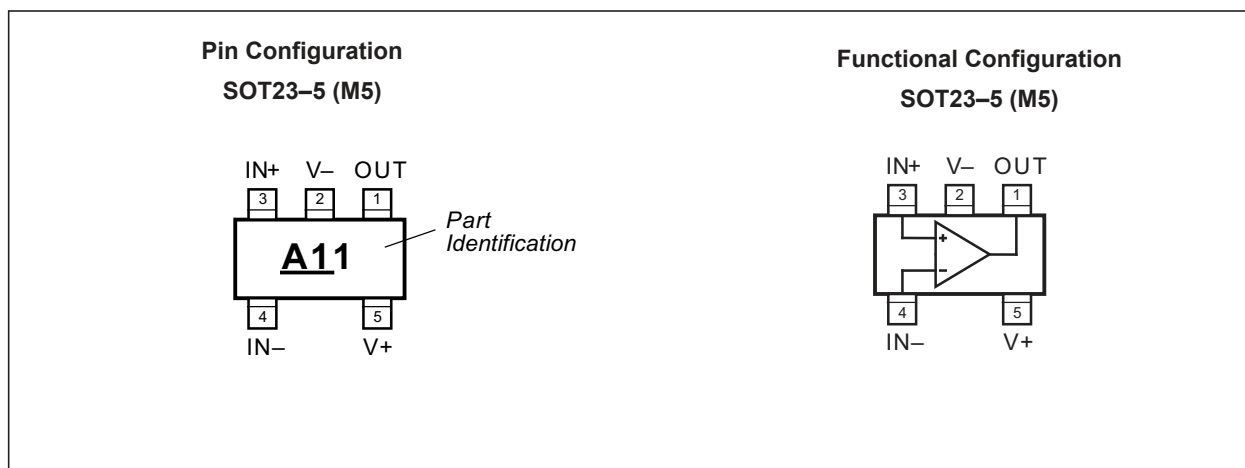 Pin Configuration
SOT23–5 (M5)
IN+ V– OUT
3 2 1
Part
Identification
A11
4 5
IN– V+
Functional Configuration
SOT23–5 (M5)
IN+ V– OUT
3 2 1
+
–
4 5
IN– V+